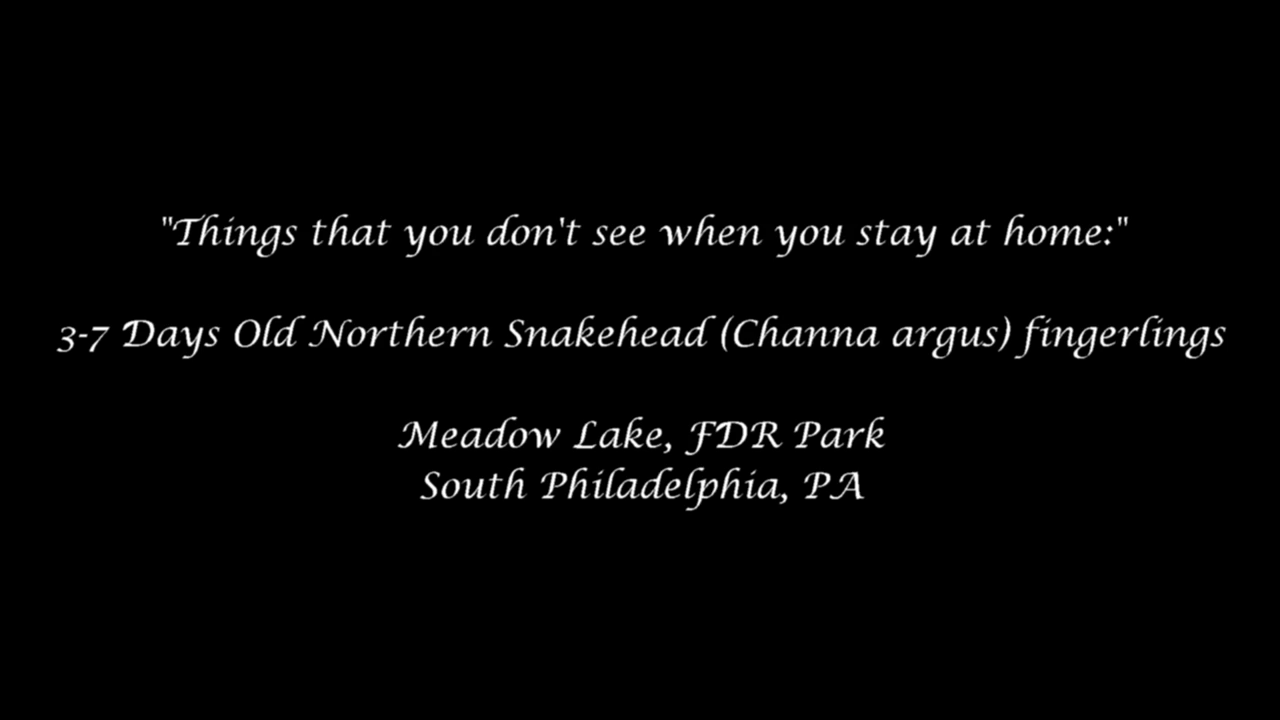 "Things that you don't see when you stay at home:"
3-7 Days Old Northern Snakehead (Channa argus) fingerlings
Meadow Lake, FDR Park
South Philadelphia, PA